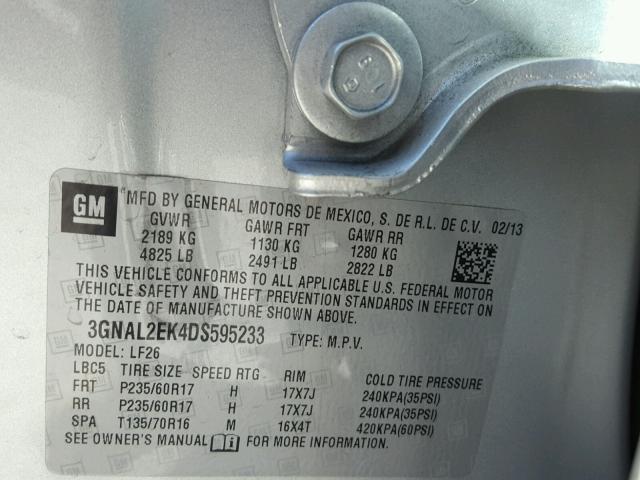 GM
"MFD BY GENERAL MOTORS DE MEXICO, S. DE R.L. DE C.V. 02/13
GVWR GAWR FRT GAWR RR
2189 KG 1130 KG 1280 KG
4825 LB 2491 LB 2822 LB
THIS VEHICLE CONFORMS TO ALL APPLICABLE U.S. FEDERAL MOTOR
VEHICLE SAFETY AND THEFT PREVENTION STANDARDS IN EFFECT ON
THE DATE OF MANUFACTURE SHOWN ABOVE.
3GNAL2EK4DS595233 TYPE: M.P.V.
MODEL: LF26
LBC5 TIRE SIZE SPEED RTG RIM COLD TIRE PRESSURE
FRT P235/60R17 H 17X7J 240KPA(35PSI)
RR P235/60R17 H 17X7J 240KPA(35PSI)
SPA T135/70R16 M 16X4T 420KPA(60PSI)
SEE OWNER'S MANUAL FOR MORE INFORMATION.